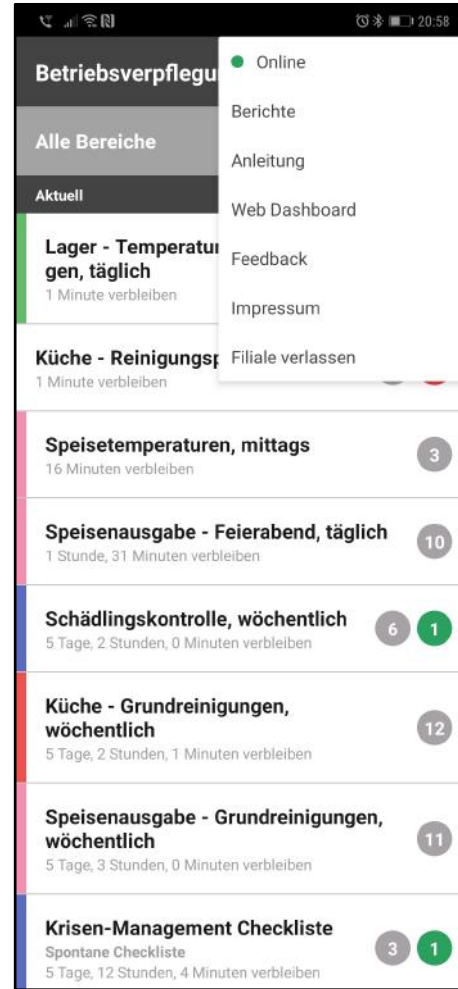 20:58
Betriebsverpflegu
Online
Berichte
Alle Bereiche
Anleitung
Aktuell
Web Dashboard
Lager - Temperatur
gen, täglich
1 Minute verbleiben
Feedback
Impressum
Küche - Reinigungsp
1 Minute verbleiben
Filiale verlassen
Speisetemperaturen, mittags
16 Minuten verbleiben
3
Speisenausgabe - Feierabend, täglich
1 Stunde, 31 Minuten verbleiben
10
Schädlingskontrolle, wöchentlich
5 Tage, 2 Stunden, 0 Minuten verbleiben
6 1
Küche - Grundreinigungen,
wöchentlich
5 Tage, 2 Stunden, 1 Minuten verbleiben
12
Speisenausgabe - Grundreinigungen,
wöchentlich
5 Tage, 3 Stunden, 0 Minuten verbleiben
11
Krisen-Management Checkliste
Spontane Checkliste
5 Tage, 12 Stunden, 4 Minuten verbleiben
3 1